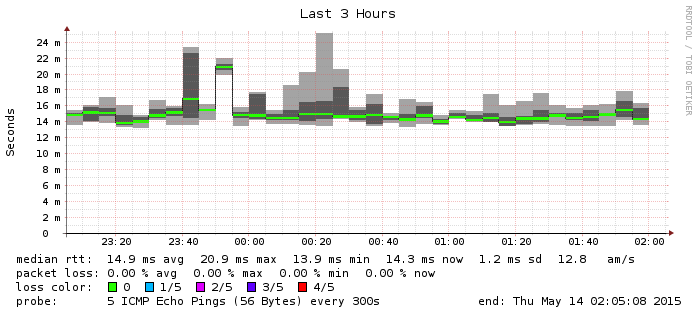 Last 3 Hours
RRDTOOL / TOBI OETIKER
Seconds
24 m
22 m
20 m
18 m
16 m
14 m
12 m
10 m
8 m
6 m
4 m
2 m
0
23:20 23:40 00:00 00:20 00:40 01:00 01:20 01:40 02:00
median rtt: 14.9 ms avg 20.9 ms max 13.9 ms min 14.3 ms now 1.2 ms sd 12.8 am/s
packet loss: 0.00 % avg 0.00 % max 0.00 % min 0.00 % now
loss color: 0 1/5 2/5 3/5 4/5
probe: 5 ICMP Echo Pings (56 Bytes) every 300s end: Thu May 14 02:05:08 2015